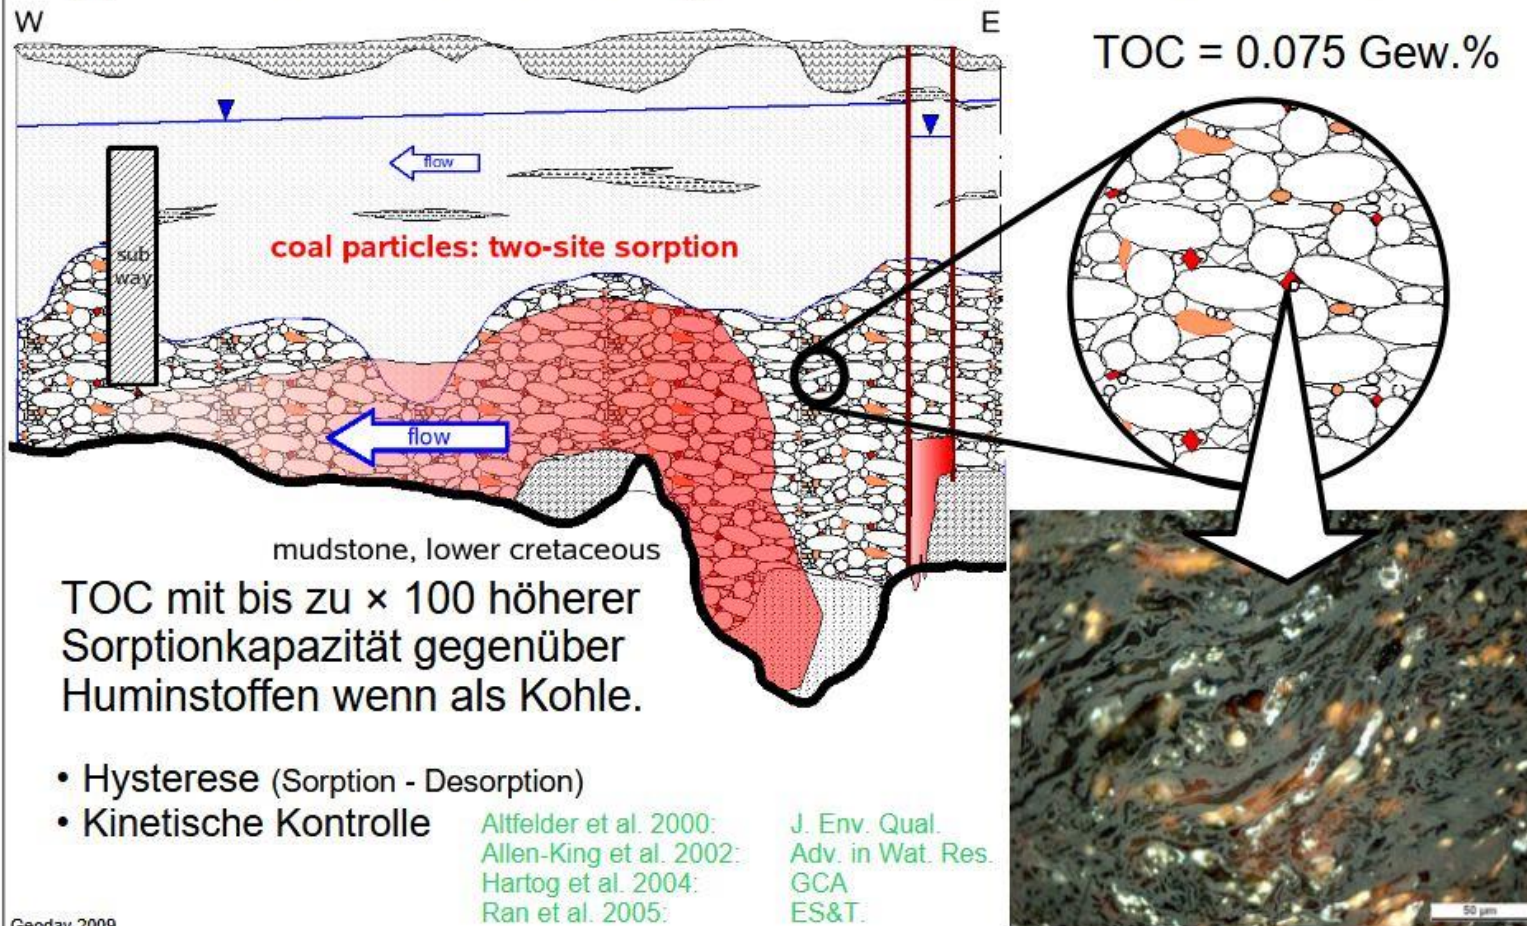 W
E
TOC = 0.075 Gew.%
flow
coal particles: two-site sorption
sub
way
flow
mudstone, lower cretaceous
TOC mit bis zu × 100 höherer
Sorptionkapazität gegenüber
Huminstoffen wenn als Kohle.
• Hysterese (Sorption - Desorption)
• Kinetische Kontrolle
Altfelder et al. 2000: J. Env. Qual.
Allen-King et al. 2002: Adv. in Wat. Res.
Hartog et al. 2004: GCA
Ran et al. 2005: ES&T.
Geoday 2009
50 µm